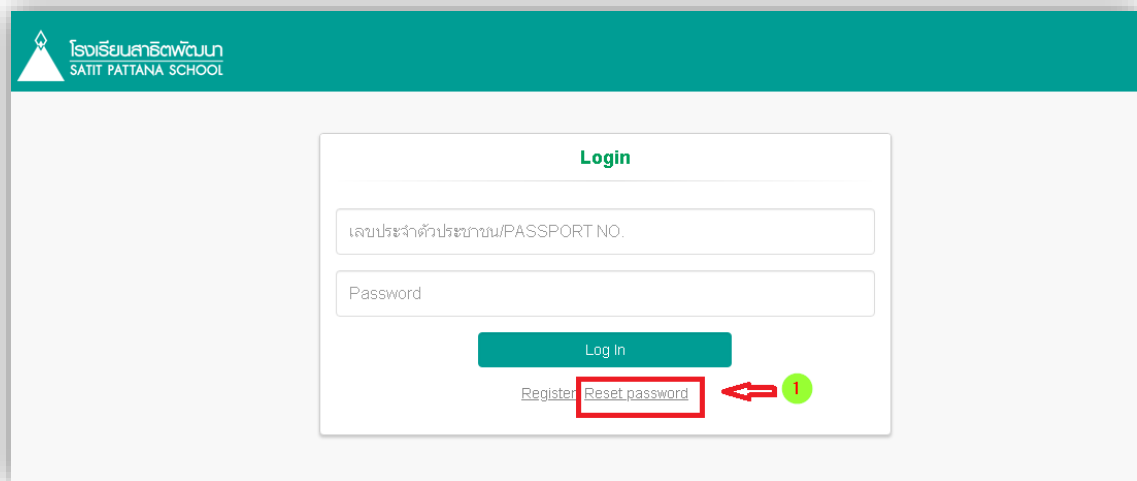 โรงเรียนสาธิตพัฒนา
SATIT PATTANA SCHOOL
Login
เลขประจำตัวประชาชน/PASSPORT NO.
Password
Log In
Register Reset password
1